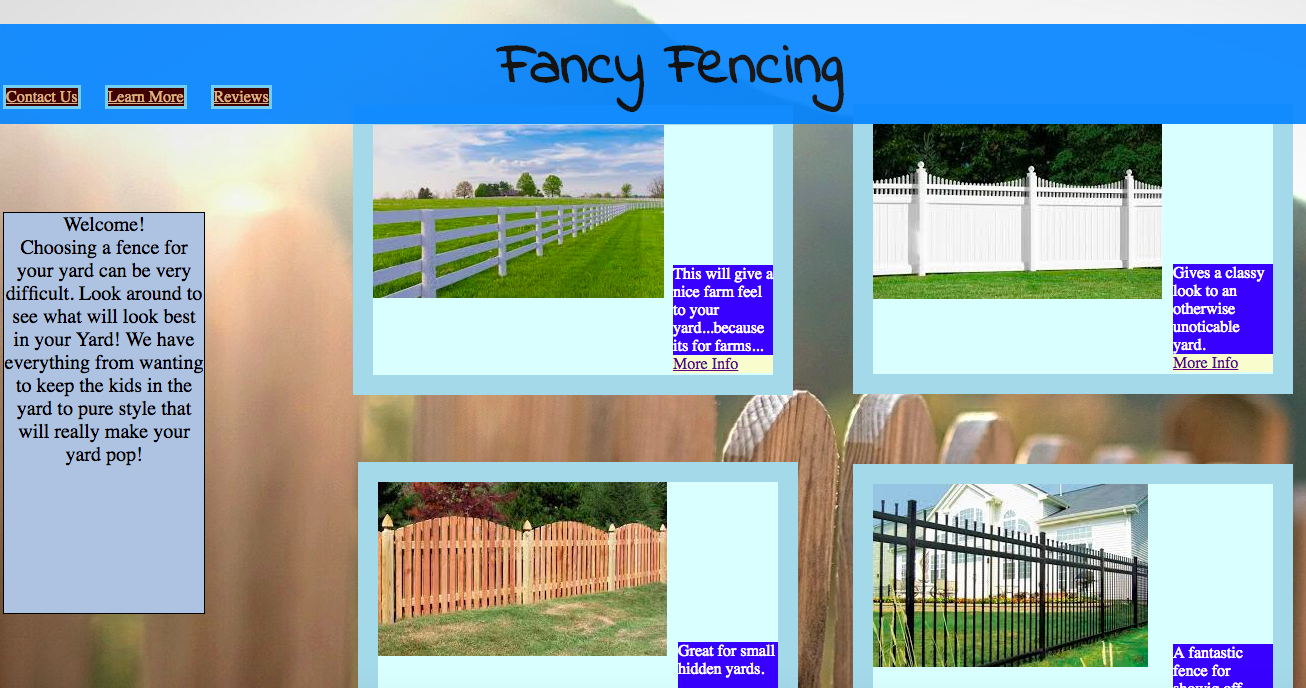 Fancy Fencing
Contact Us
Learn More
Reviews
Welcome!
Choosing a fence for
your yard can be very
difficult. Look around to
see what will look best
in your Yard! We have
everything from wanting
to keep the kids in the
yard to pure style that
will really make your
yard pop!
This will give a
nice farm feel
to your
yard...because
its for farms...
More Info
Gives a classy
look to an
otherwise
unoticable
yard.
More Info
Great for small
hidden yards.
A fantastic
fence for